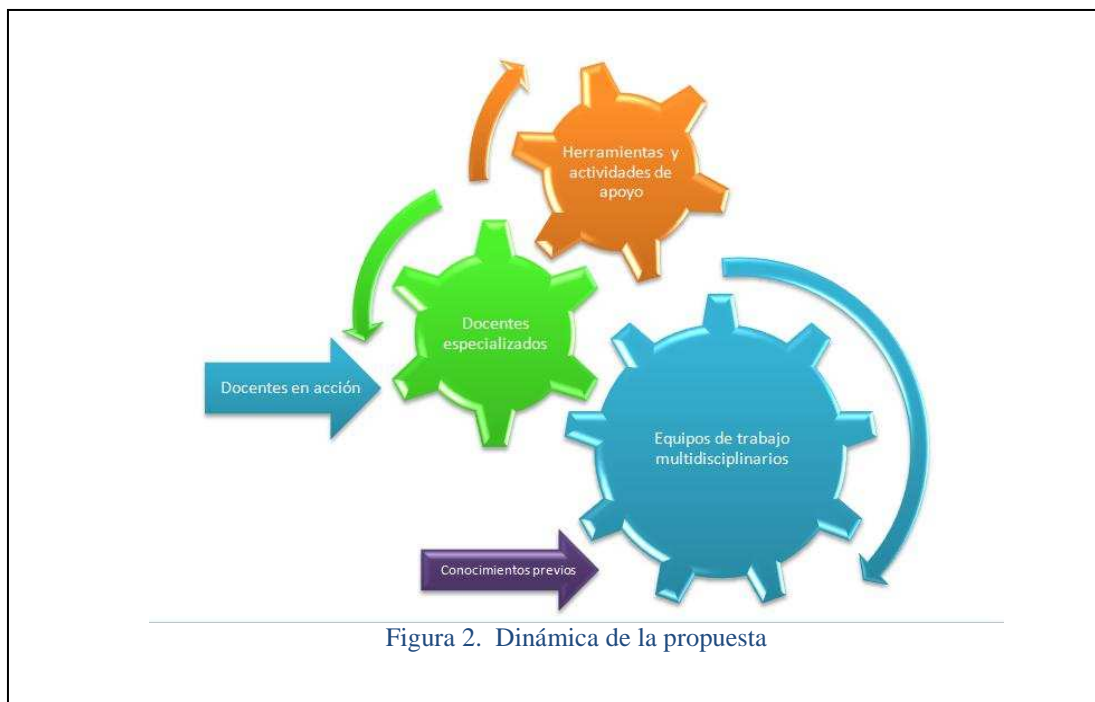 Herramientas y
actividades de
apoyo
Docentes
especializados
Docentes en acción
Equipos de trabajo
multidisciplinarios
Conocimientos previos
Figura 2. Dinámica de la propuesta